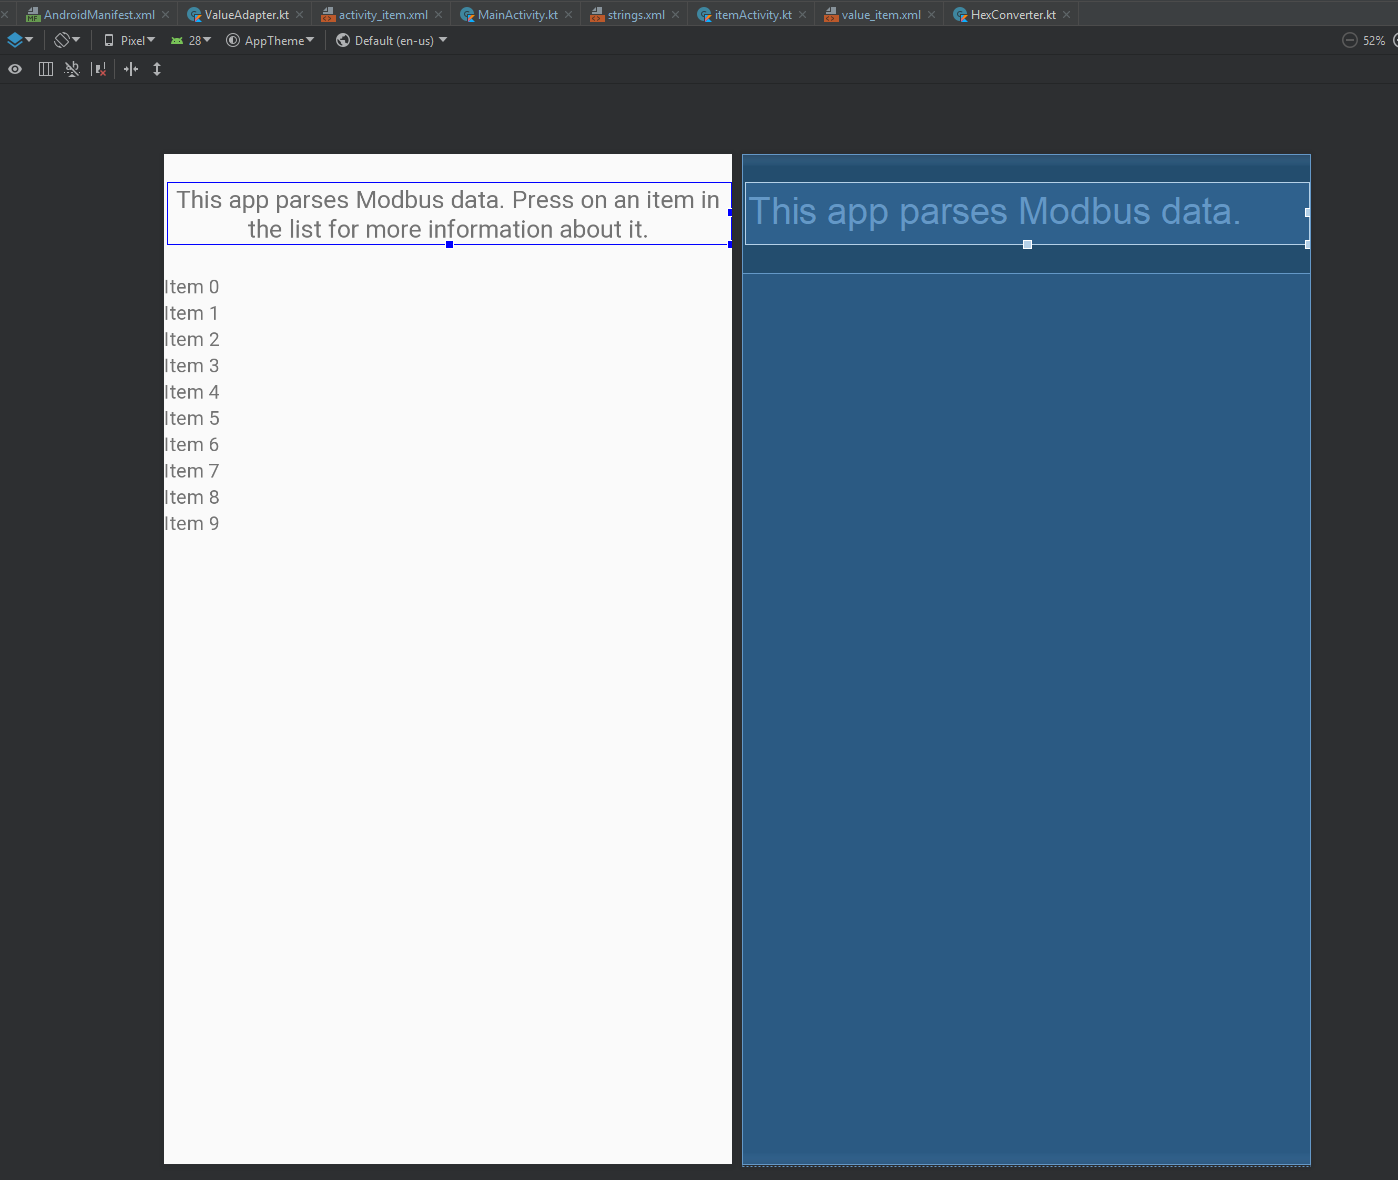 AndroidManifest.xml ValueAdapter.kt activity_item.xml MainActivity.kt strings.xml itemActivity.kt value_item.xml HexConverter.kt
Pixel 28 AppTheme Default (en-us) 52%
This app parses Modbus data. Press on an item in
the list for more information about it.
Item 0
Item 1
Item 2
Item 3
Item 4
Item 5
Item 6
Item 7
Item 8
Item 9
This app parses Modbus data.